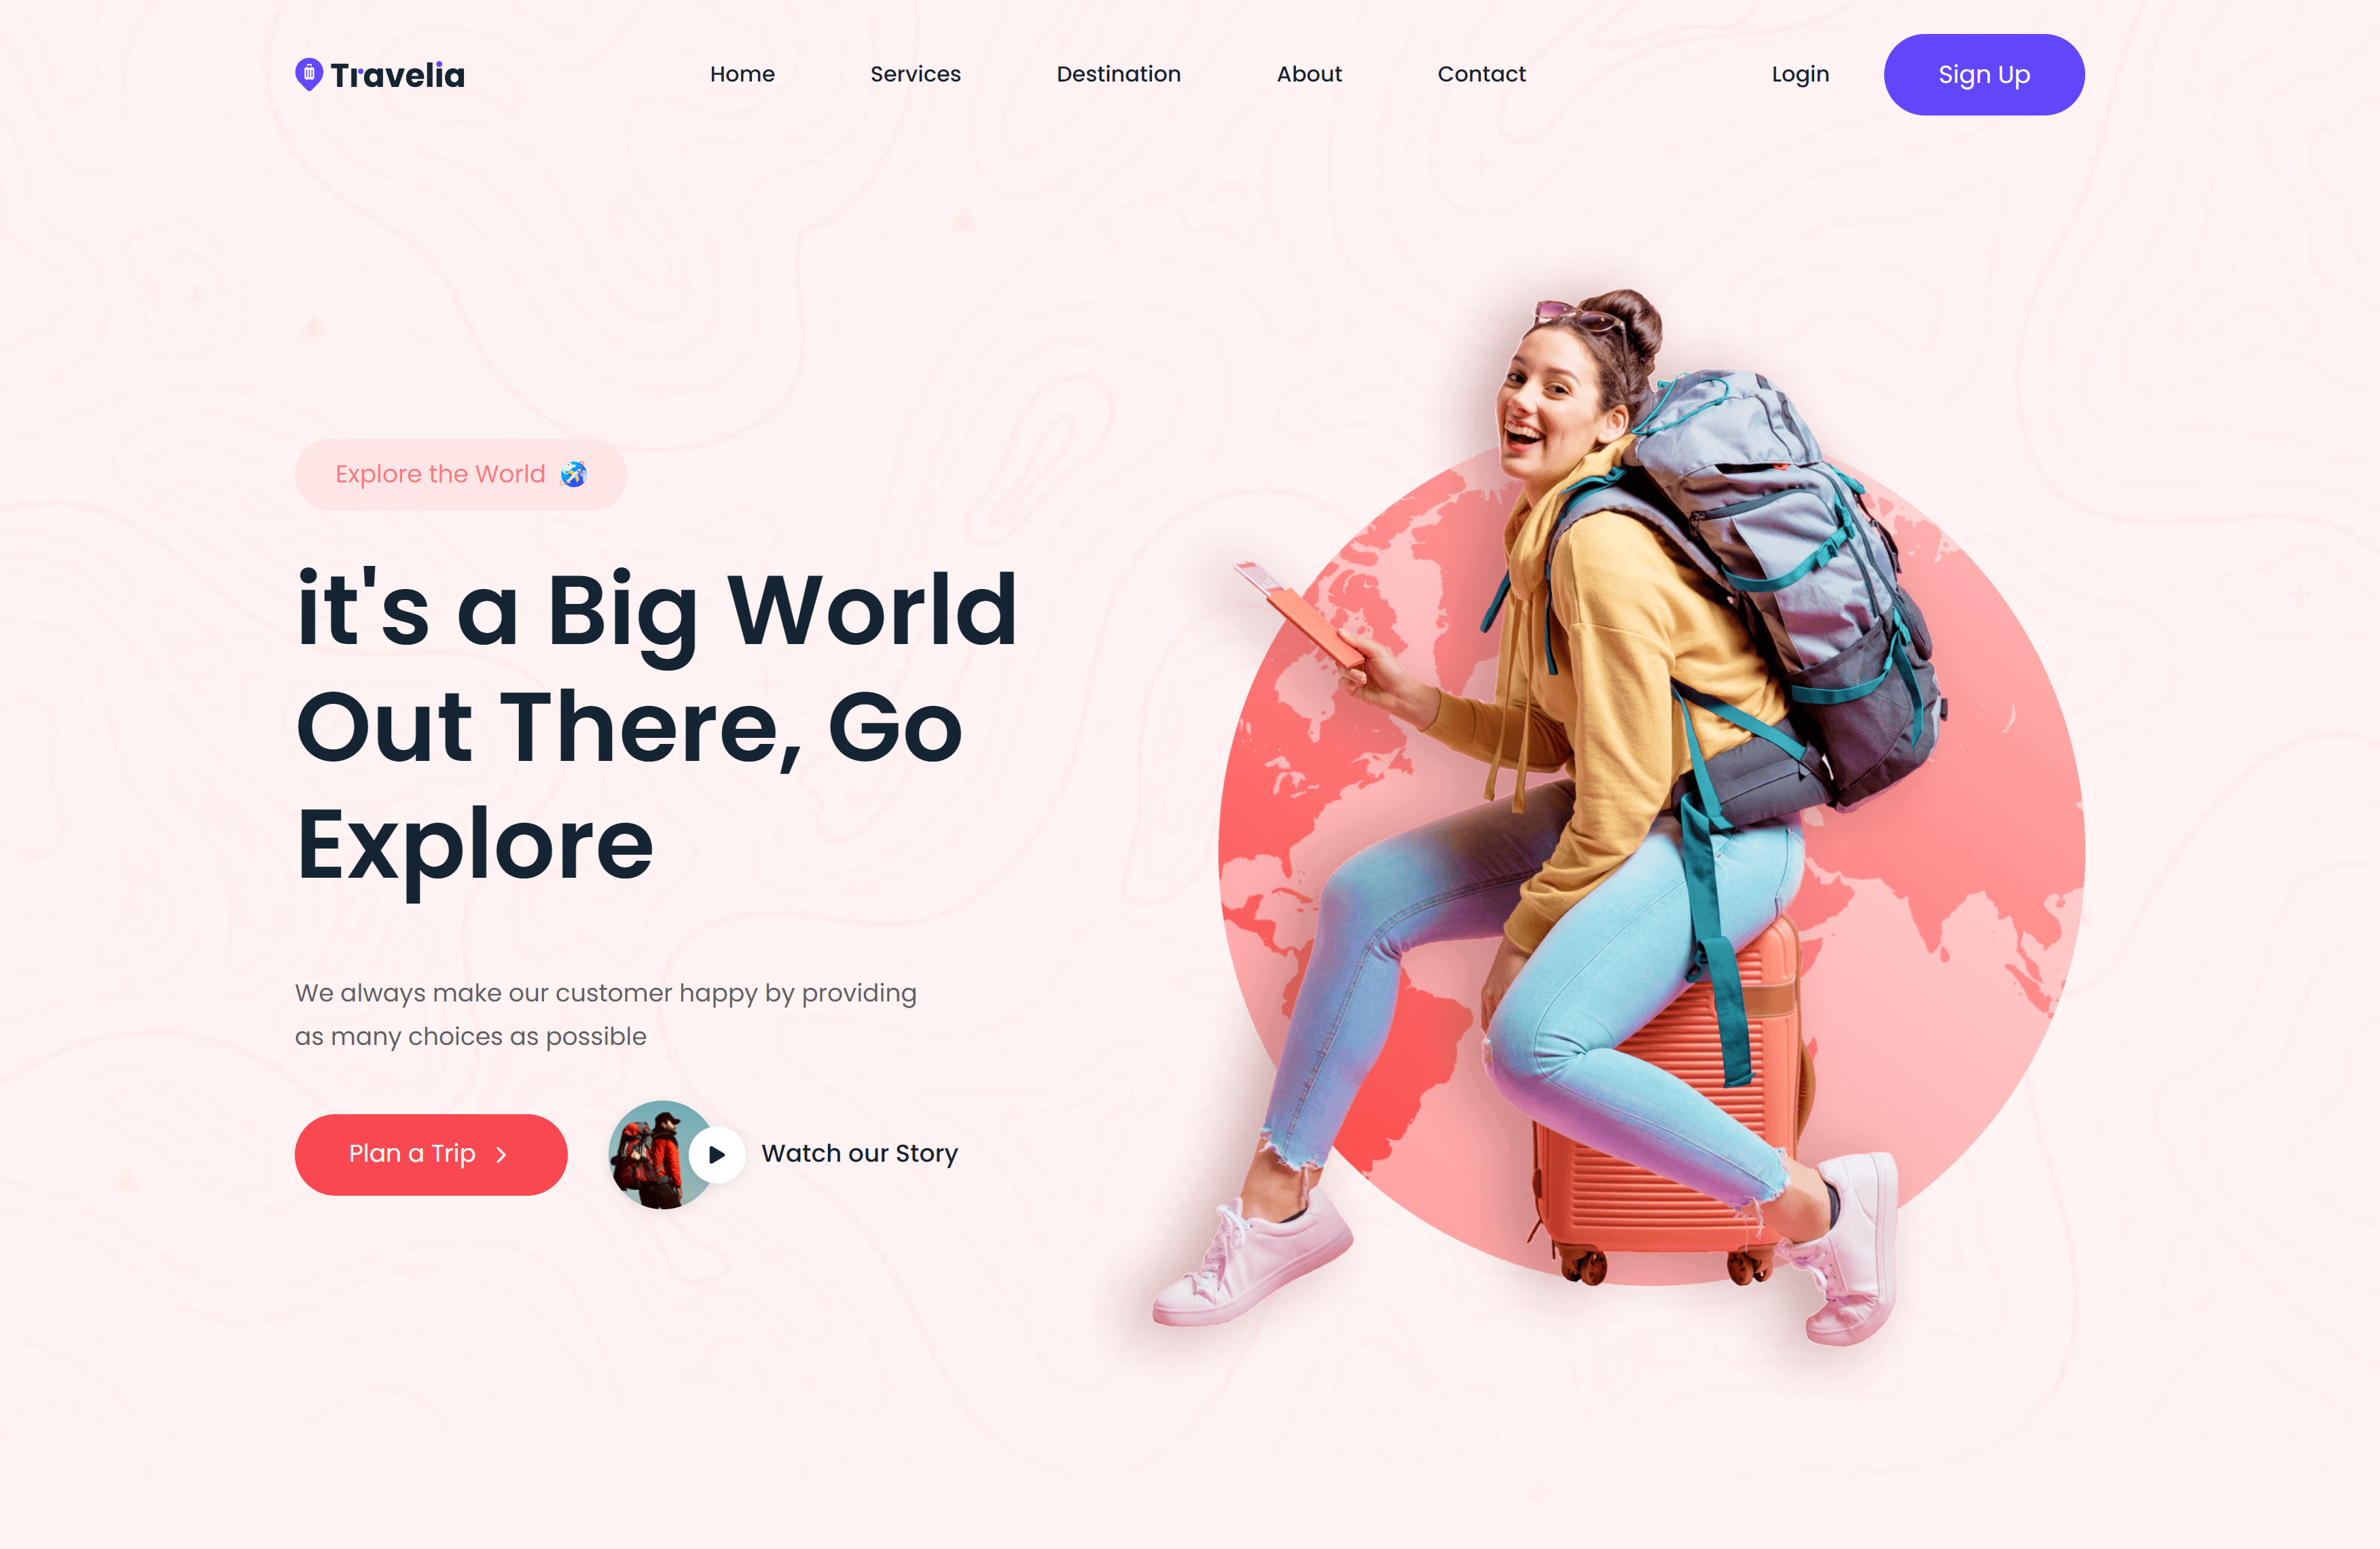 Travelia
Home
Services
Destination
About
Contact
Login
Sign Up
Explore the World
it's a Big World
Out There, Go
Explore
We always make our customer happy by providing
as many choices as possible
Plan a Trip
Watch our Story